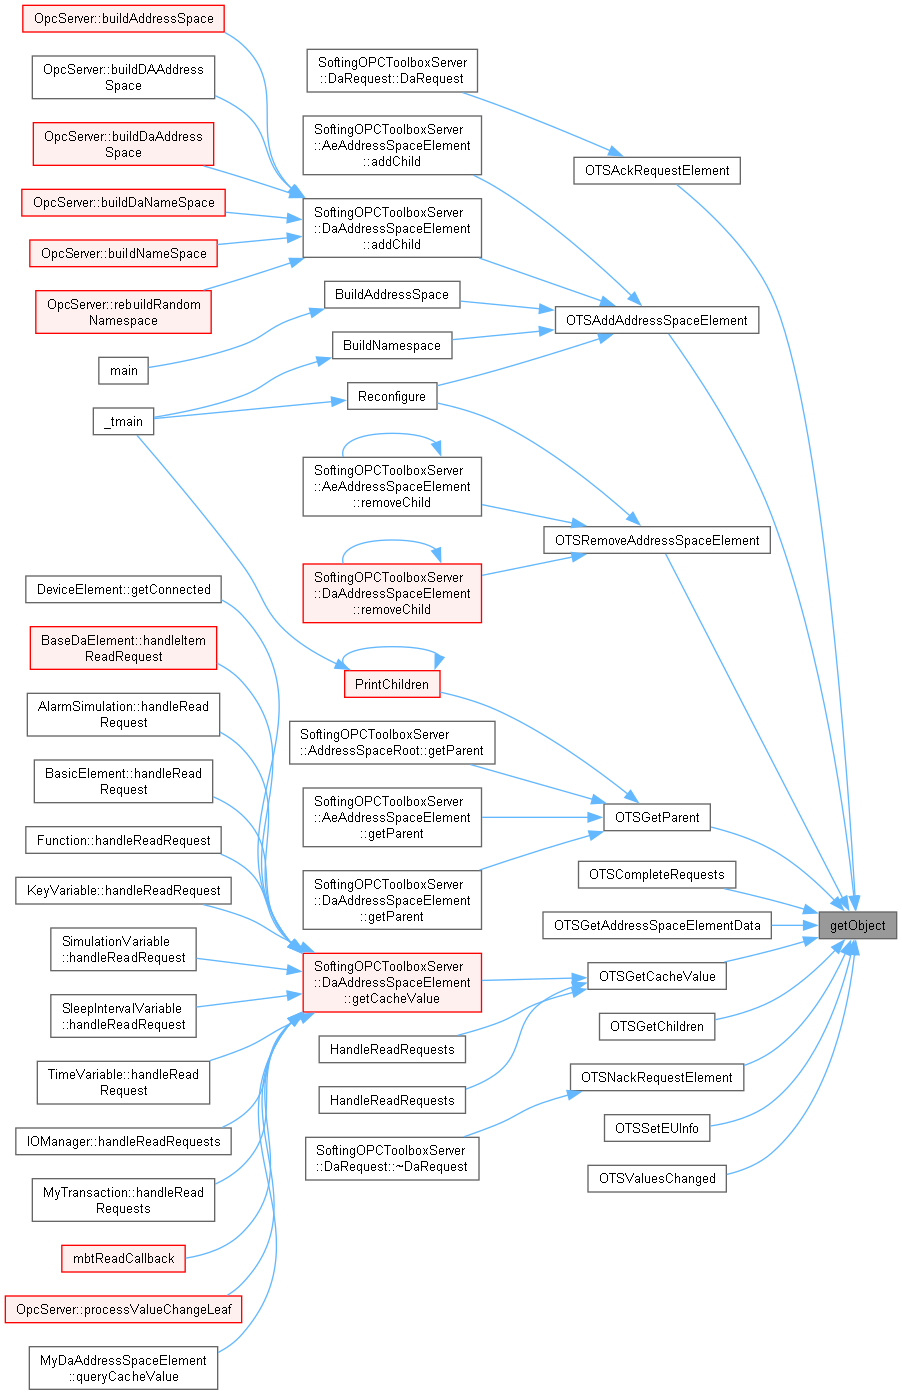 OpcServer::buildAddressSpace
OpcServer::buildDAAddress
Space
OpcServer::buildDaAddress
Space
OpcServer::buildDaNameSpace
OpcServer::buildNameSpace
OpcServer::rebuildRandom
Namespace
main
_tmain
DeviceElement::getConnected
BaseDaElement::handleItem
ReadRequest
AlarmSimulation::handleRead
Request
BasicElement::handleRead
Request
Function::handleReadRequest
KeyVariable::handleReadRequest
SimulationVariable
::handleReadRequest
SleepIntervalVariable
::handleReadRequest
TimeVariable::handleRead
Request
IOManager::handleReadRequests
MyTransaction::handleRead
Requests
mbtReadCallback
OpcServer::processValueChangeLeaf
MyDaAddressSpaceElement
::queryCacheValue
SoftingOPCToolboxServer
::DaRequest::DaRequest
SoftingOPCToolboxServer
::AeAddressSpaceElement
::addChild
SoftingOPCToolboxServer
::DaAddressSpaceElement
::addChild
BuildAddressSpace
BuildNamespace
Reconfigure
SoftingOPCToolboxServer
::AeAddressSpaceElement
::removeChild
SoftingOPCToolboxServer
::DaAddressSpaceElement
::removeChild
PrintChildren
SoftingOPCToolboxServer
::AddressSpaceRoot::getParent
SoftingOPCToolboxServer
::AeAddressSpaceElement
::getParent
SoftingOPCToolboxServer
::DaAddressSpaceElement
::getParent
SoftingOPCToolboxServer
::DaAddressSpaceElement
::getCacheValue
HandleReadRequests
HandleReadRequests
SoftingOPCToolboxServer
::DaRequest::~DaRequest
OTSAckRequestElement
OTSAddAddressSpaceElement
OTSRemoveAddressSpaceElement
OTSGetParent
OTSCompleteRequests
OTSGetAddressSpaceElementData
OTSGetCacheValue
OTSGetChildren
OTSNackRequestElement
OTSSetEUInfo
OTSValuesChanged
getObject